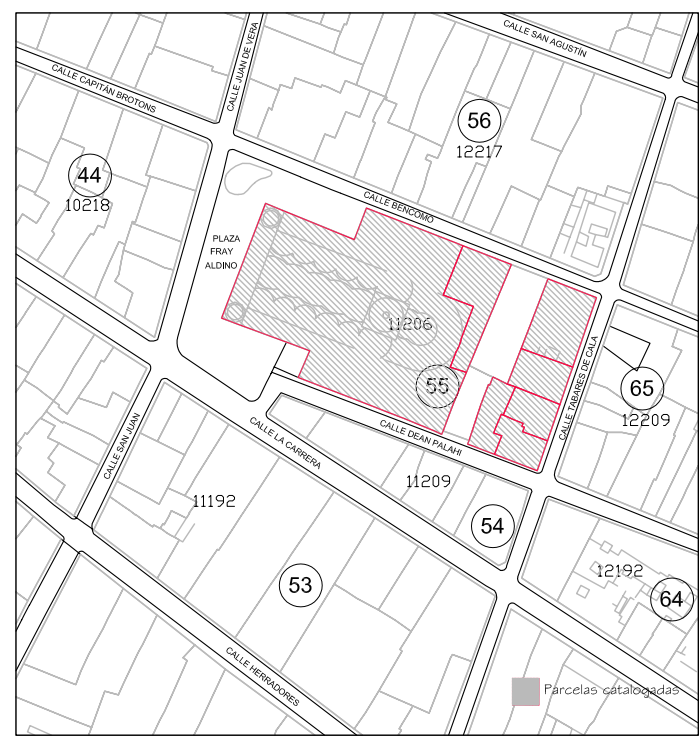 CALLE SAN AGUSTÍN
CALLE JUAN DE VERA
CALLE CAPITÁN BROTONS
56
12217
44
10218
CALLE BENCOMO
PLAZA
FRAY
ALDINO
11206
55
CALLE TABARES DE CALA
65
12209
CALLE DEAN PALAHI
CALLE LA CARRERA
CALLE SAN JUAN
11209
11192
54
53
12192
64
CALLE HERRADORES
Parcelas catalogadas